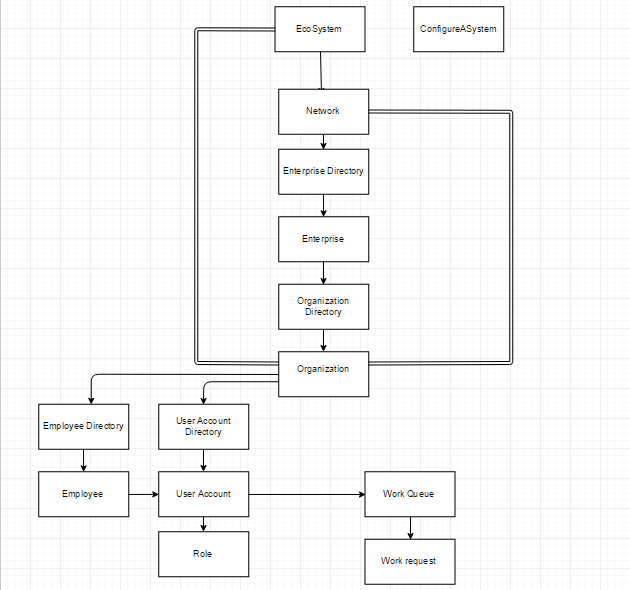 EcoSystem
ConfigureASystem
Network
Enterprise Directory
Enterprise
Organization
Directory
Organization
Employee Directory
User Account
Directory
Employee
User Account
Work Queue
Role
Work request